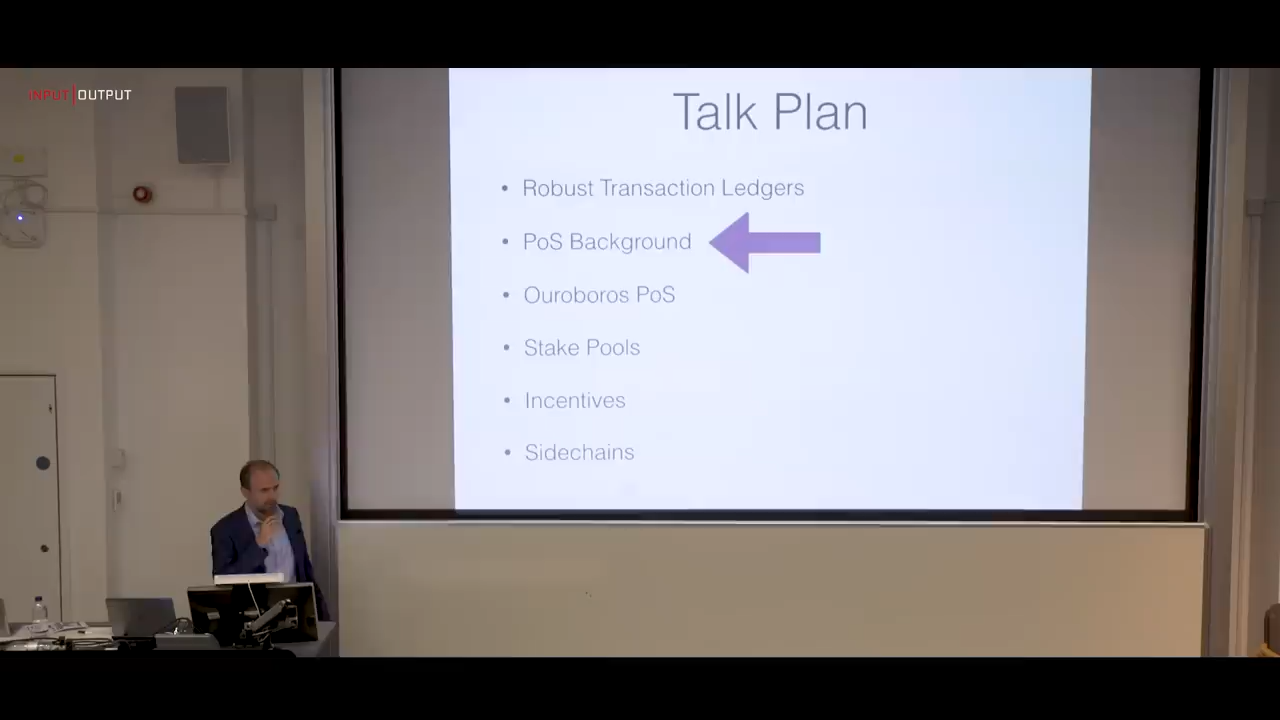 INPUT|OUTPUT
Talk Plan
• Robust Transaction Ledgers
• PoS Background
• Ouroboros PoS
• Stake Pools
• Incentives
• Sidechains